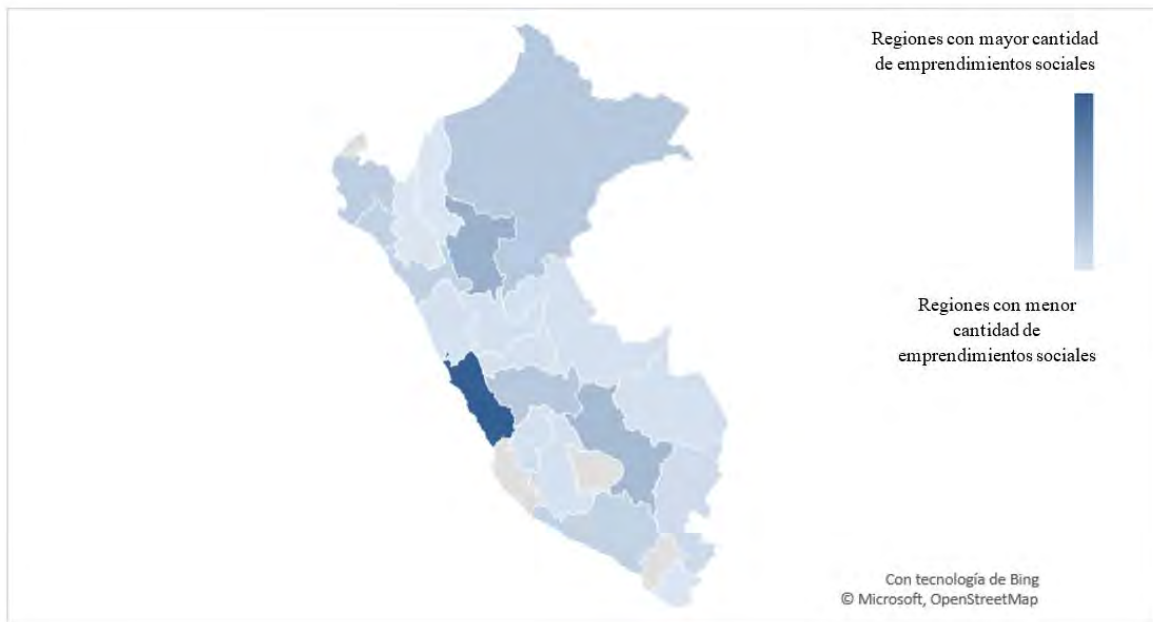 Regiones con mayor cantidad
de emprendimientos sociales
Regiones con menor
cantidad de
emprendimientos sociales
Con tecnología de Bing
© Microsoft, OpenStreetMap